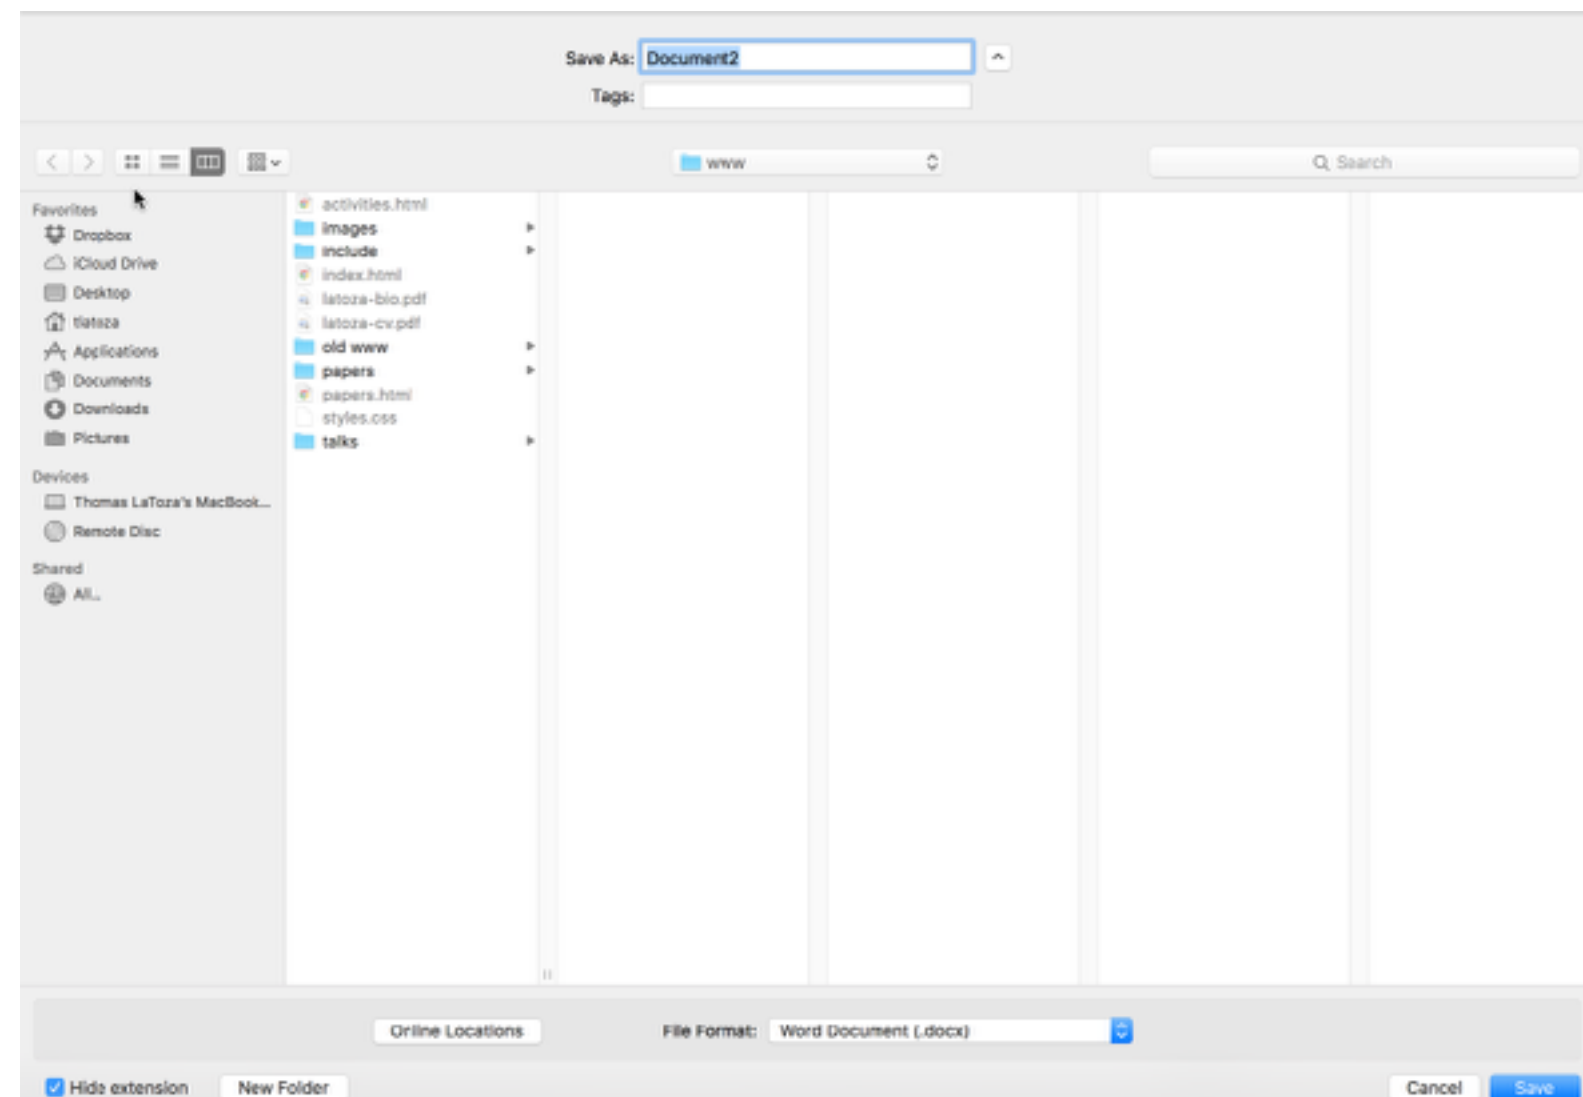 Save As: Document2
Tags:
www
Search
Favorites
Dropbox
iCloud Drive
Desktop
tlatoza
Applications
Documents
Downloads
Pictures
Devices
Thomas LaToza's MacBook...
Remote Disc
Shared
All...
activities.html
images
include
index.html
latoza-bio.pdf
latoza-cv.pdf
old www
papers
papers.html
styles.css
talks
Online Locations File Format: Word Document (.docx)
Hide extension New Folder Cancel Save